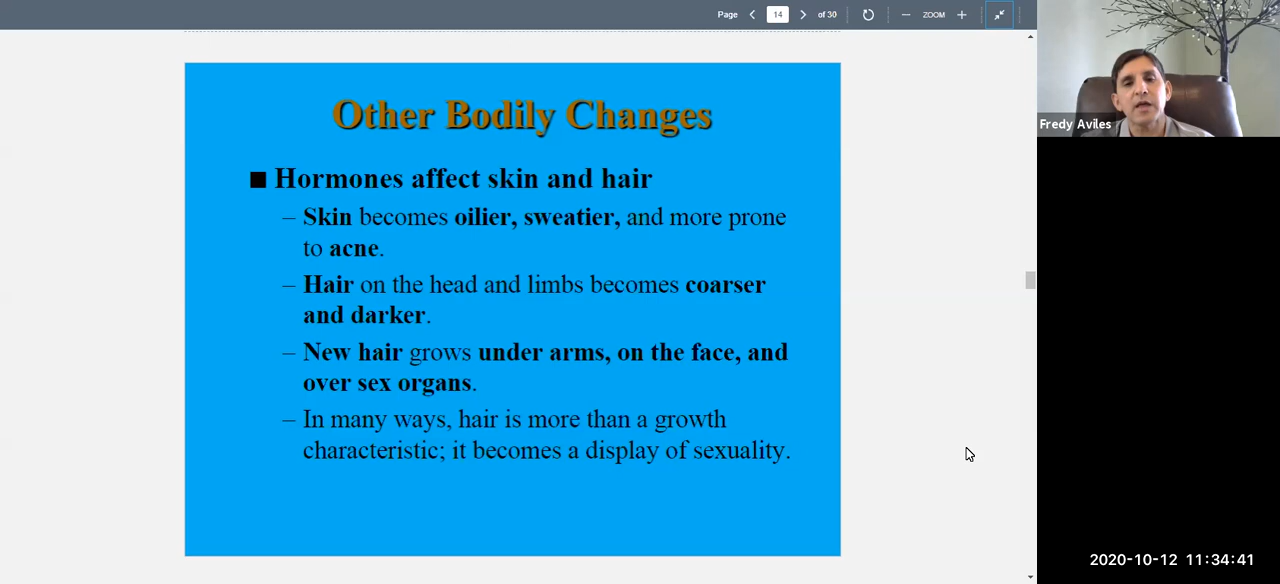 Page 14 of 30 ZOOM
Other Bodily Changes
Hormones affect skin and hair
– Skin becomes oilier, sweatier, and more prone
to acne.
– Hair on the head and limbs becomes coarser
and darker.
– New hair grows under arms, on the face, and
over sex organs.
– In many ways, hair is more than a growth
characteristic; it becomes a display of sexuality.
Fredy Aviles
2020-10-12 11:34:41